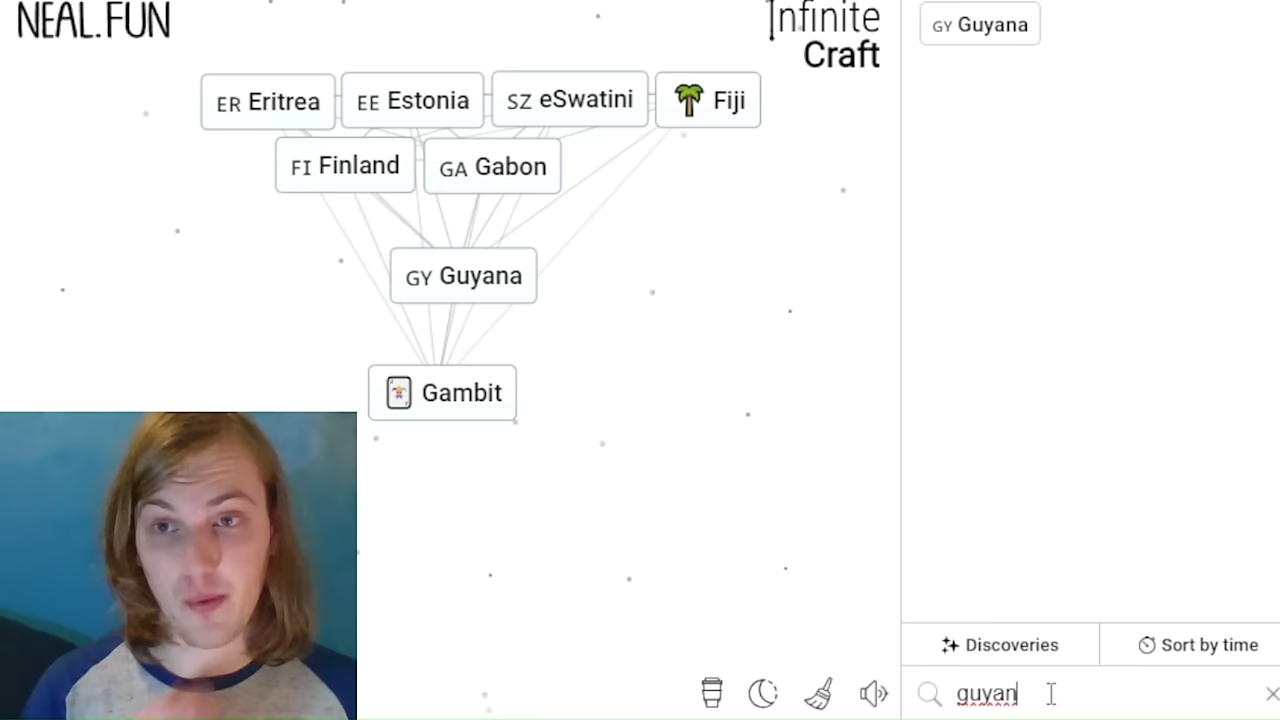 NEAL.FUN
Infinite
Craft
GY Guyana
ER Eritrea
EE Estonia
SZ eSwatini
Fiji
FI Finland
GA Gabon
GY Guyana
Gambit
Discoveries
Sort by time
guyan